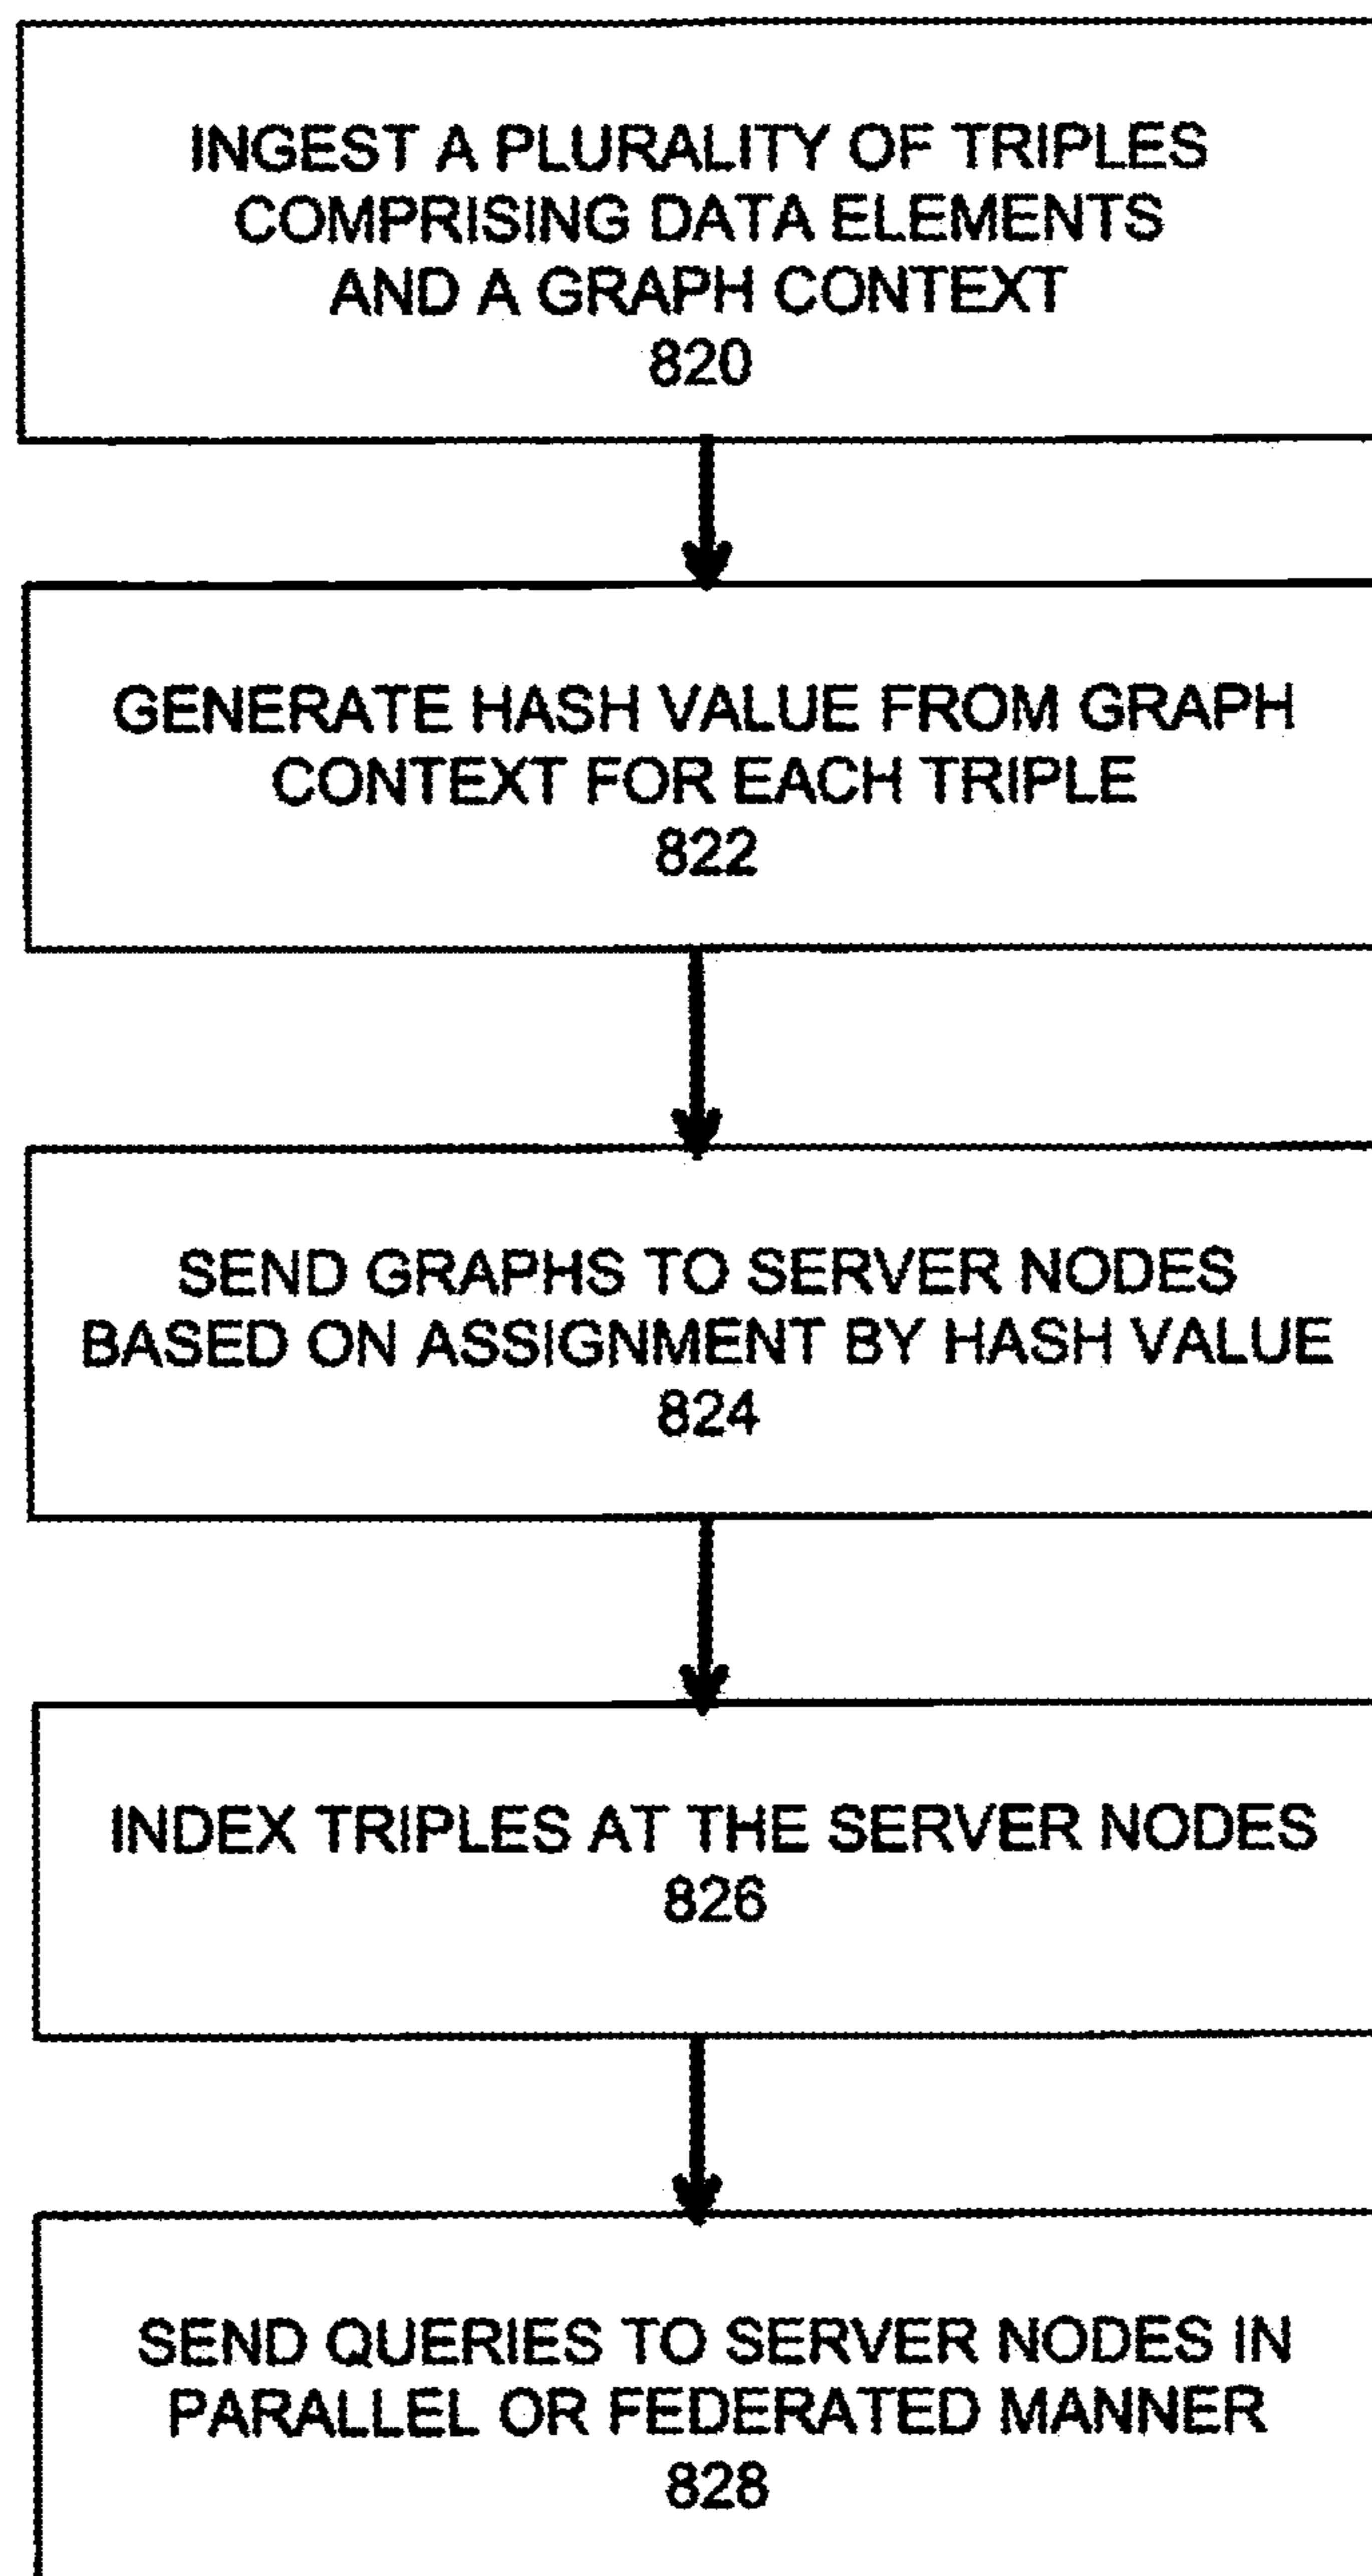 INGEST A PLURALITY OF TRIPLES
COMPRISING DATA ELEMENTS
AND A GRAPH CONTEXT
820
GENERATE HASH VALUE FROM GRAPH
CONTEXT FOR EACH TRIPLE
822
SEND GRAPHS TO SERVER NODES
BASED ON ASSIGNMENT BY HASH VALUE
824
INDEX TRIPLES AT THE SERVER NODES
826
SEND QUERIES TO SERVER NODES IN
PARALLEL OR FEDERATED MANNER
828